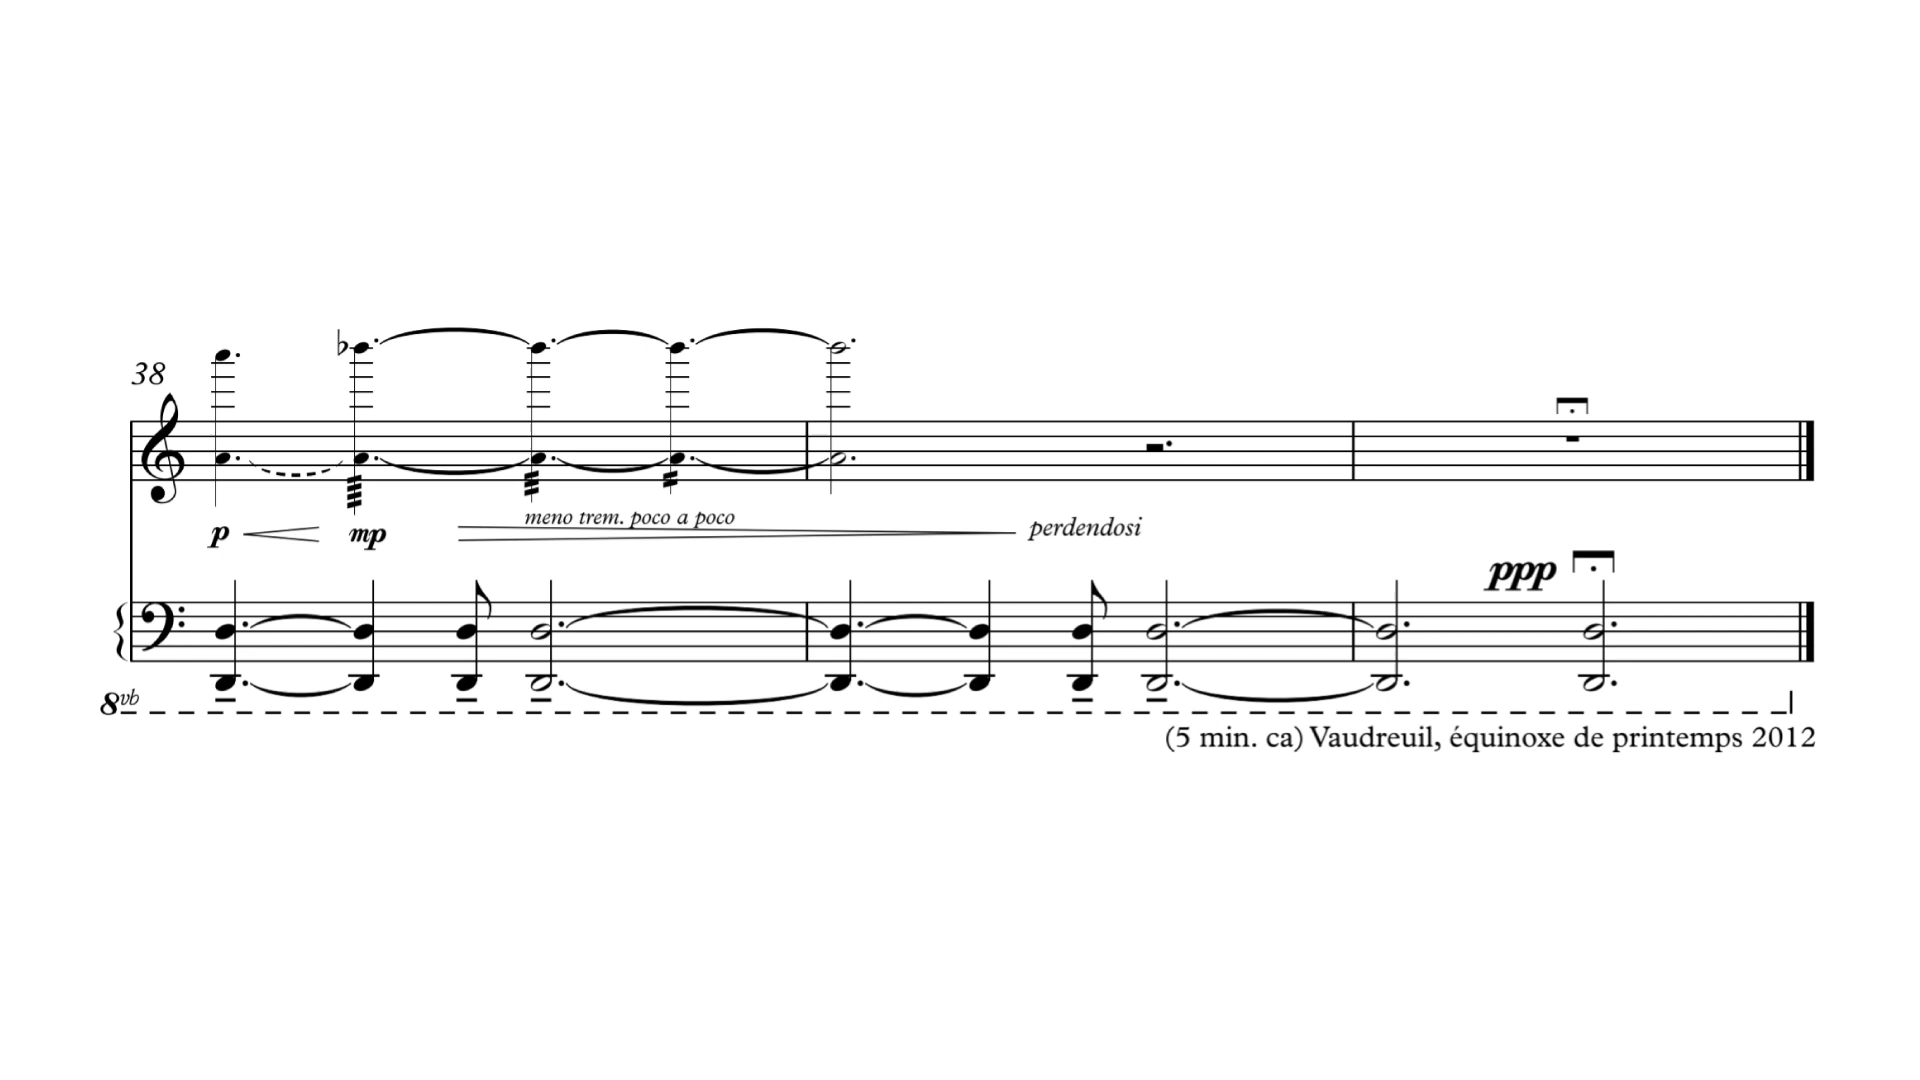 38
p mp
meno trem. poco a poco
perdendosi
ppp
8vb
(5 min. ca) Vaudreuil, équinoxe de printemps 2012